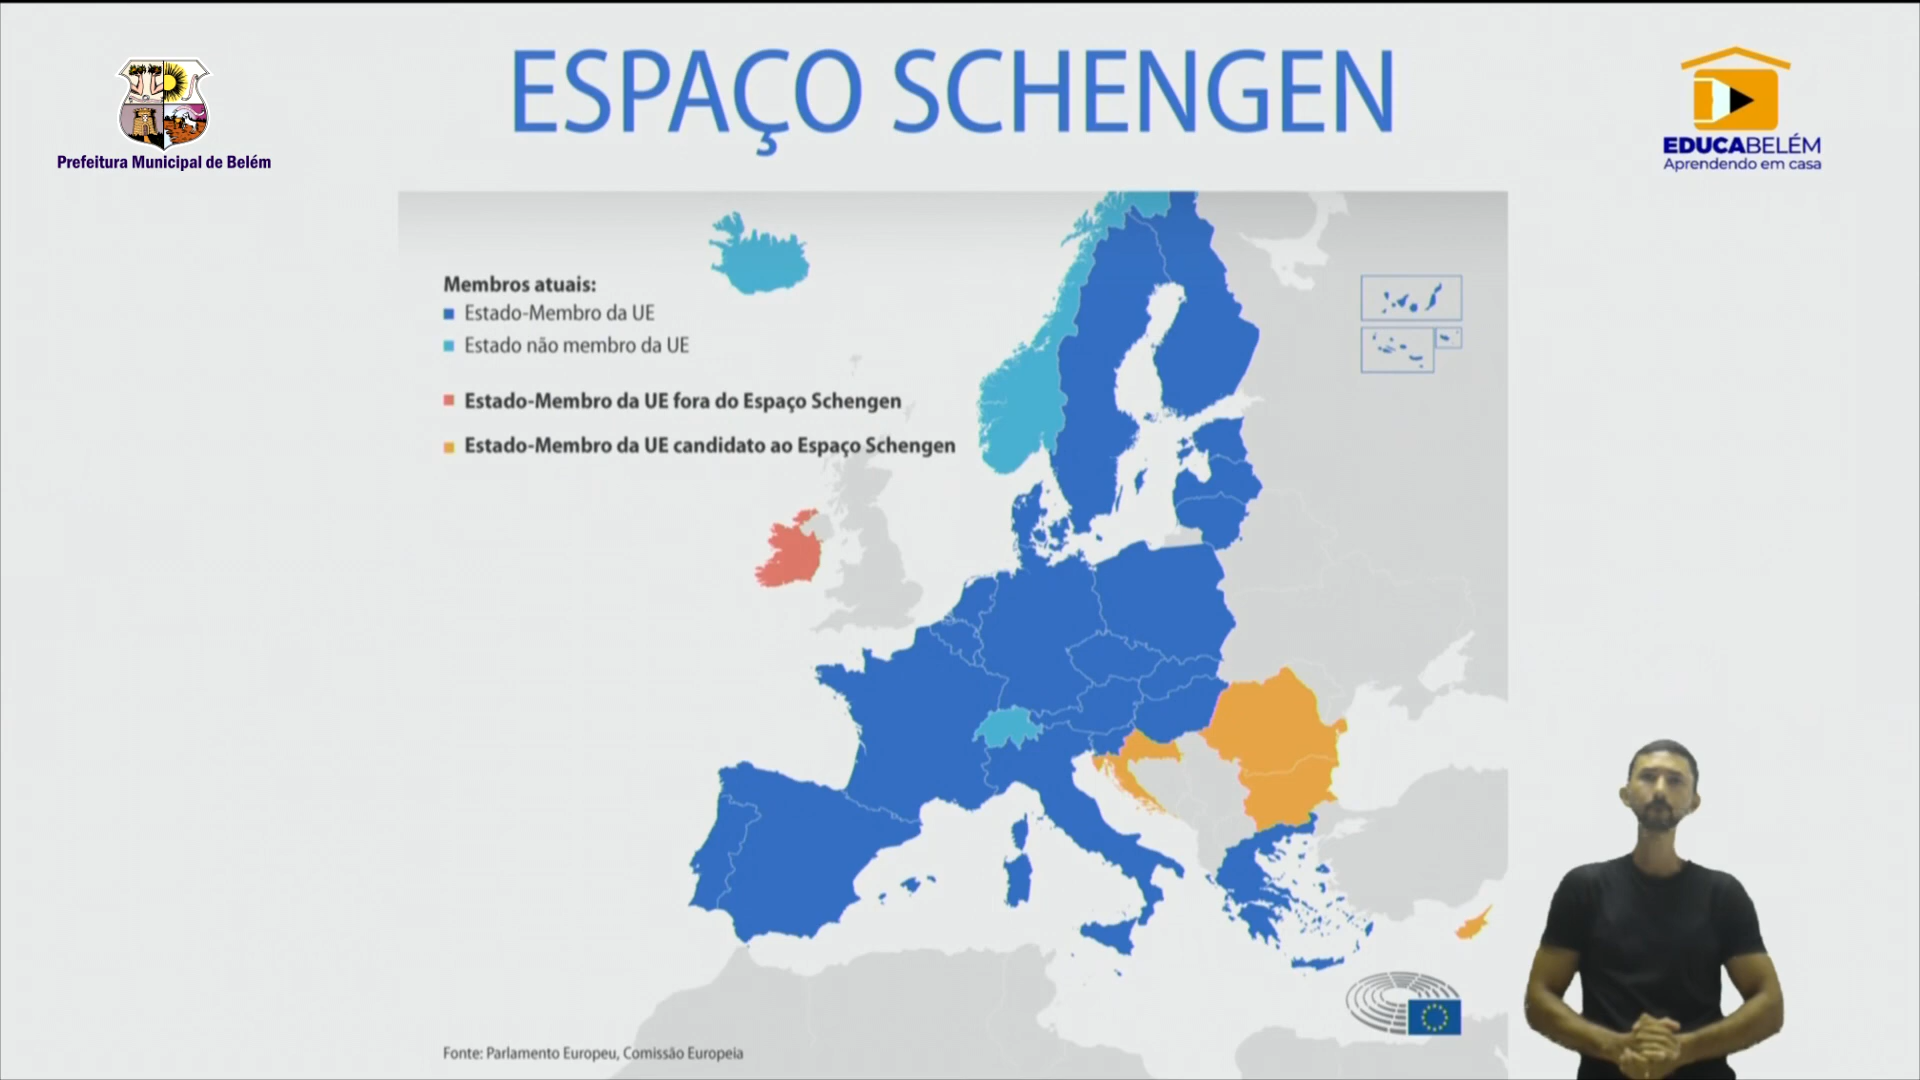 ESPAÇO SCHENGEN
Prefeitura Municipal de Belém
EDUCABELÉM
Aprendendo em casa
Membros atuais:
Estado-Membro da UE
Estado não membro da UE
Estado-Membro da UE fora do Espaço Schengen
Estado-Membro da UE candidato ao Espaço Schengen
Fonte: Parlamento Europeu, Comissão Europeia